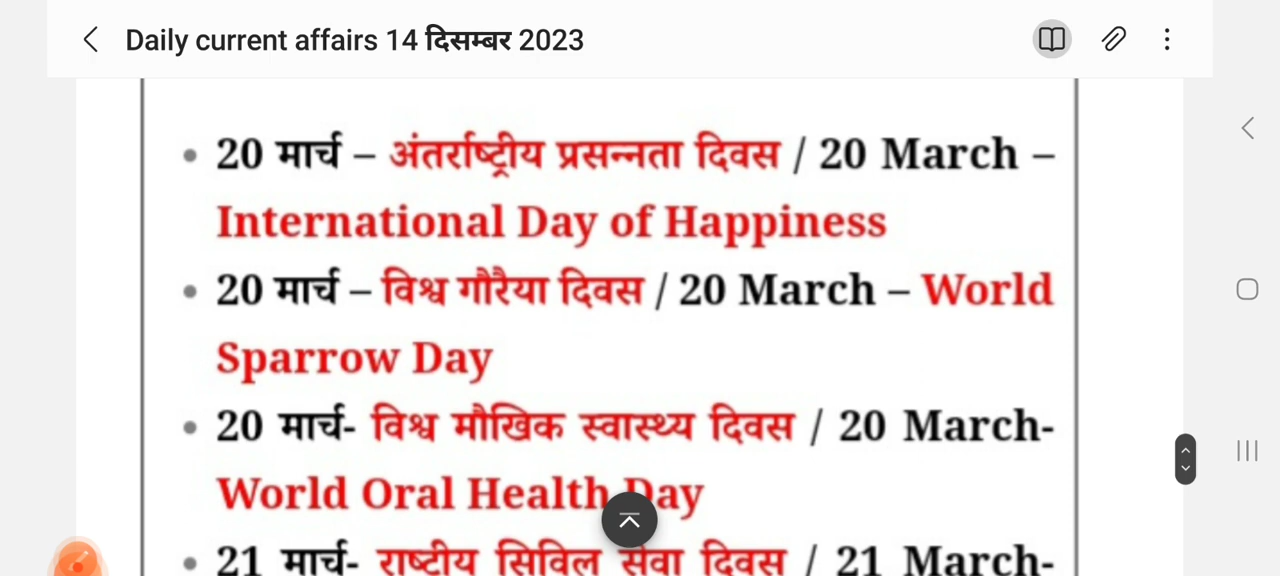 Daily current affairs 14 दिसम्बर 2023
• 20 मार्च – अंतर्राष्ट्रीय प्रसन्नता दिवस / 20 March –
International Day of Happiness
• 20 मार्च – विश्व गौरैया दिवस / 20 March – World
Sparrow Day
• 20 मार्च- विश्व मौखिक स्वास्थ्य दिवस / 20 March-
World Oral Health Day
• 21 मार्च- राष्टीय सिविल सेवा दिवस / 21 March-